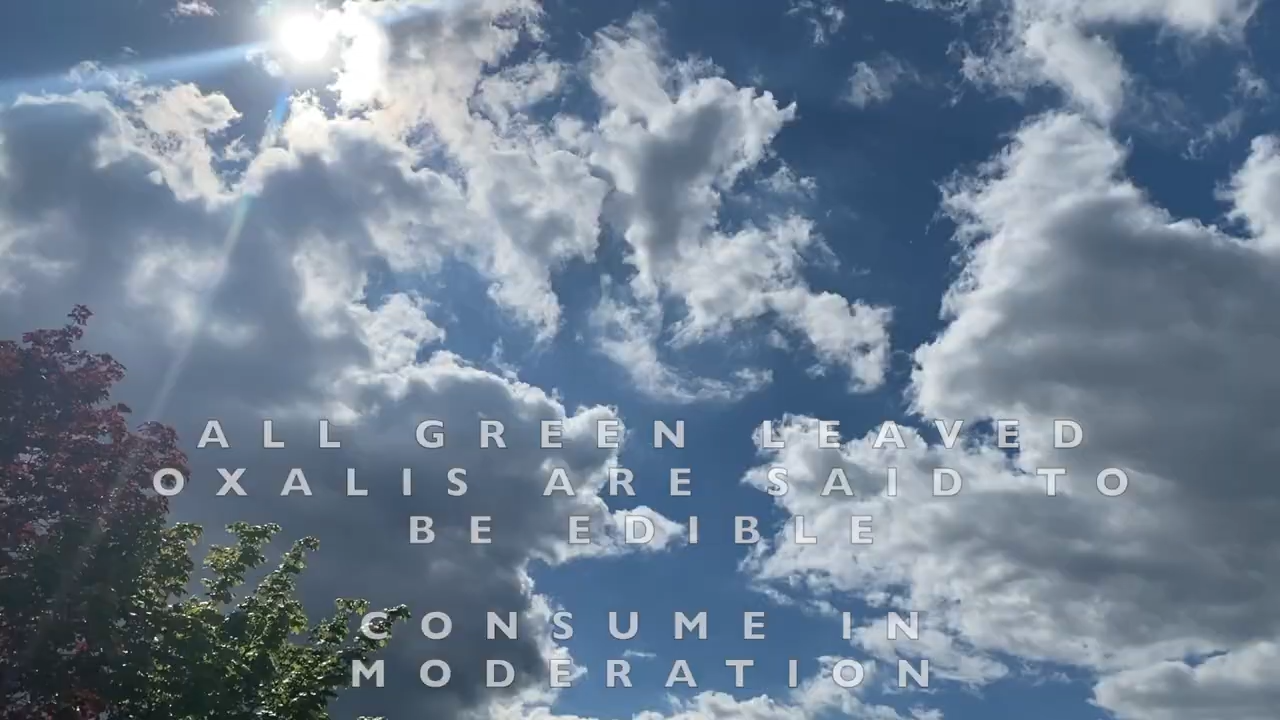 ALL GREEN LEAVED
OXALIS ARE SAID TO
BE EDIBLE
CONSUME IN
MODERATION